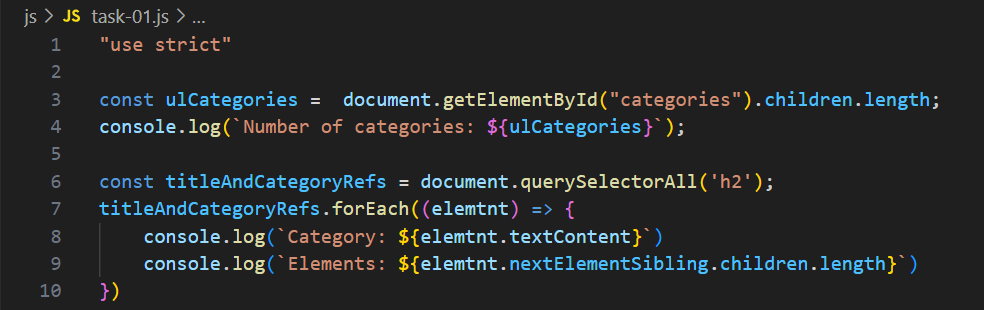 js > JS task-01.js > ...
1 "use strict"
2
3 const ulCategories =  document.getElementById("categories").children.length;
4 console.log(`Number of categories: ${ulCategories}`);
5
6 const titleAndCategoryRefs = document.querySelectorAll('h2');
7 titleAndCategoryRefs.forEach((elemtnt) => {
8     console.log(`Category: ${elemtnt.textContent}`)
9     console.log(`Elements: ${elemtnt.nextElementSibling.children.length}`)
10 })